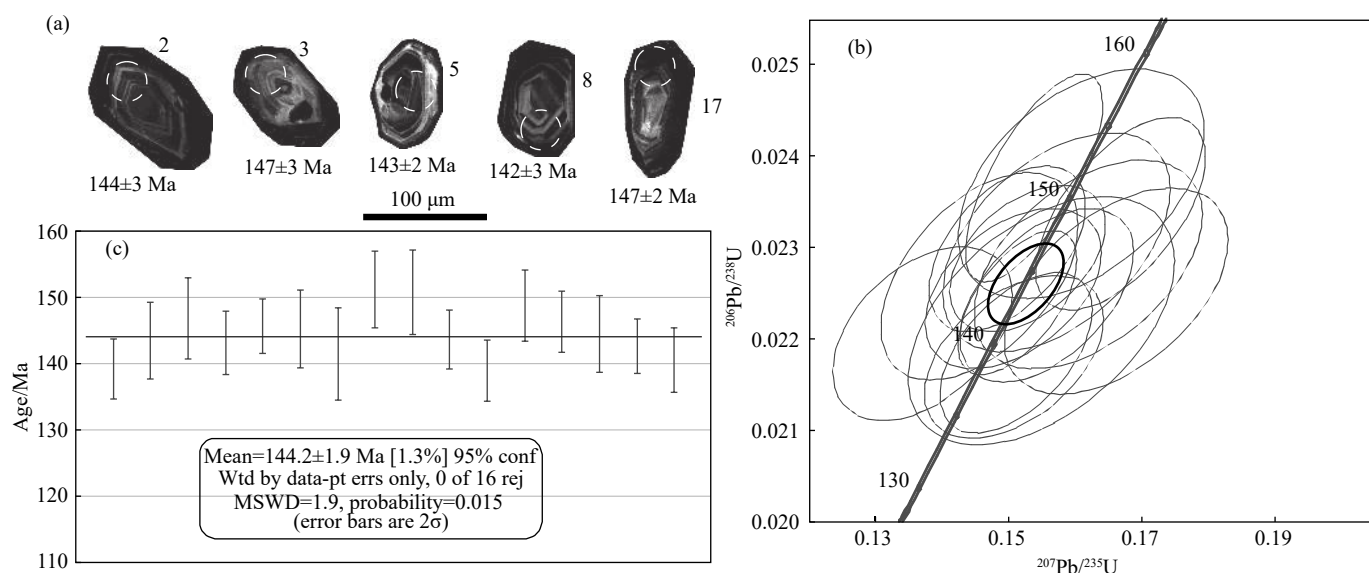 (a)
2
3
5
8
17
144±3 Ma
147±3 Ma
143±2 Ma
142±3 Ma
147±2 Ma
100 μm
(c)
160
150
140
130
120
110
Age/Ma
Mean=144.2±1.9 Ma [1.3%] 95% conf
Wtd by data-pt errs only, 0 of 16 rej
MSWD=1.9, probability=0.015
(error bars are 2σ)
(b)
160
150
140
130
0.025
0.024
0.023
0.022
0.021
0.020
²⁰⁶Pb/²³⁸U
0.13
0.15
0.17
0.19
²⁰⁷Pb/²³⁵U